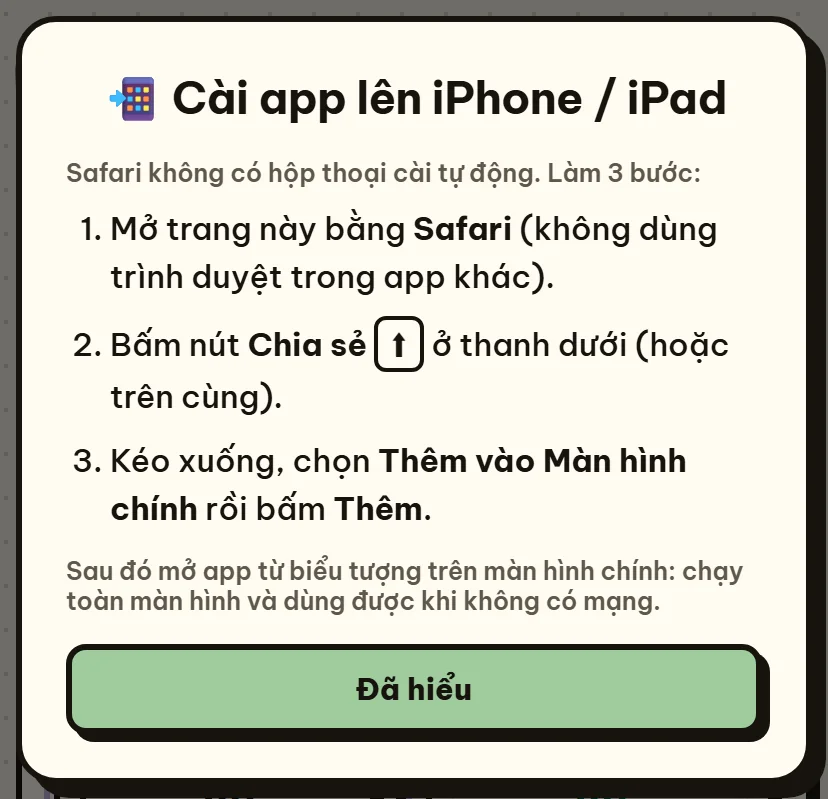 Cài app lên iPhone / iPad
Safari không có hộp thoại cài tự động. Làm 3 bước:
1. Mở trang này bằng Safari (không dùng
trình duyệt trong app khác).
2. Bấm nút Chia sẻ ⬆ ở thanh dưới (hoặc
trên cùng).
3. Kéo xuống, chọn Thêm vào Màn hình
chính rồi bấm Thêm.
Sau đó mở app từ biểu tượng trên màn hình chính: chạy
toàn màn hình và dùng được khi không có mạng.
Đã hiểu